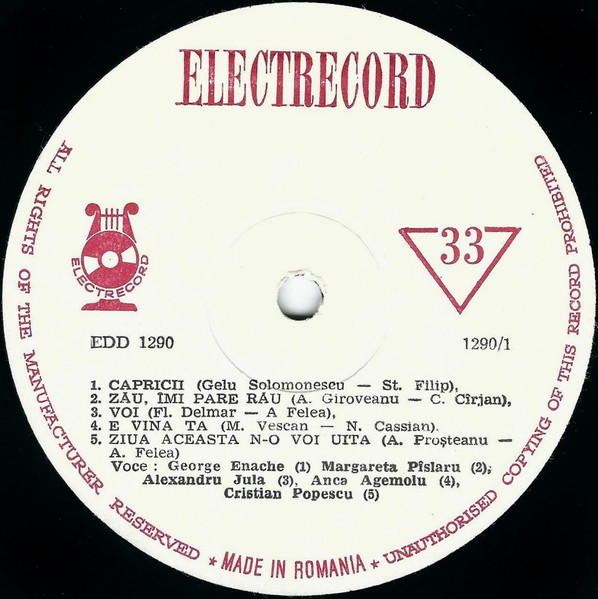 ELECTRECORD
ELECTRECORD
33
EDD 1290
1290/1
1. CAPRICII (Gelu Solomonescu — St. Filip),
2. ZĂU, ÎMI PARE RĂU (A. Giroveanu — C. Cîrjan),
3. VOI (Fl. Delmar — A Felea),
4. E VINA TA (M. Vescan — N. Cassian).
5. ZIUA ACEASTA N-O VOI UITA (A. Proșteanu —
A. Felea)
Voce : George Enache (1) Margareta Pîslaru (2),
Alexandru Jula (3), Anca Agemolu (4),
Cristian Popescu (5)
ALL RIGHTS OF THE MANUFACTURER RESERVED * MADE IN ROMANIA * UNAUTHORISED COPYING OF THIS RECORD PROHIBITED